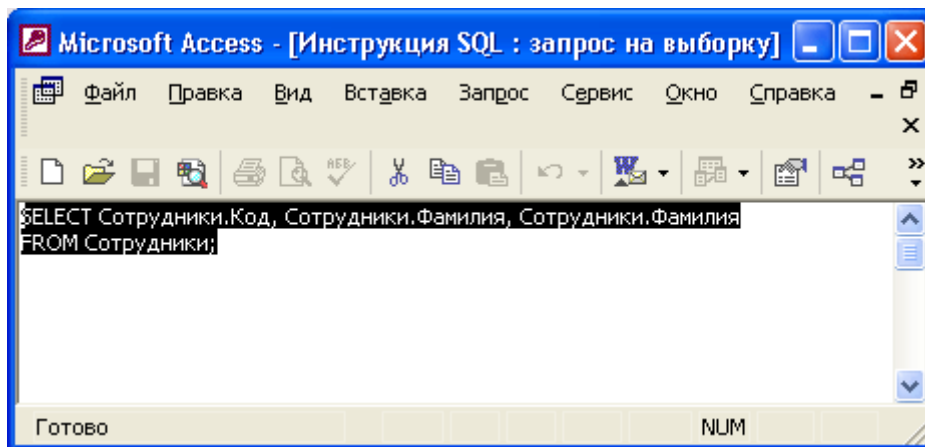 Microsoft Access - [Инструкция SQL : запрос на выборку]
Файл Правка Вид Вставка Запрос Сервис Окно Справка
SELECT Сотрудники.Код, Сотрудники.Фамилия, Сотрудники.Фамилия
FROM Сотрудники;
Готово NUM